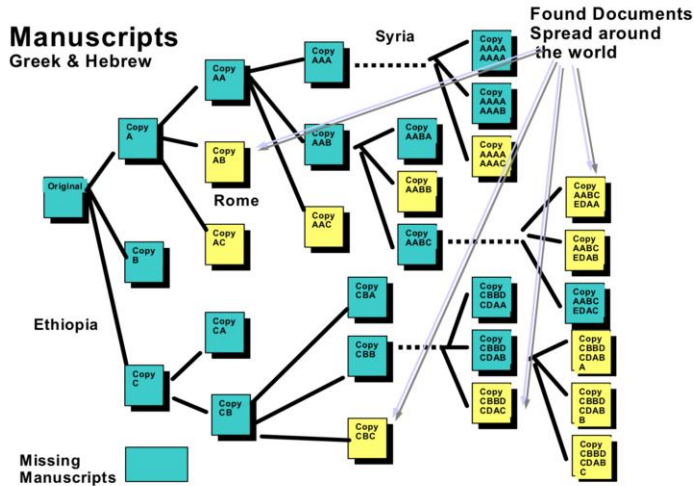 Manuscripts
Greek & Hebrew
Syria
Found Documents
Spread around
the world
Copy
AAA
Copy
AAAA
AAAA
Copy
AA
Copy
AAAA
AAAB
Copy
A
Copy
AAB
Copy
AABA
Copy
AB
Copy
AAAA
AAAC
Rome
Original
Copy
AABB
Copy
AABC
EDAA
Copy
AAC
Copy
AC
Copy
B
Copy
AABC
Copy
AABC
EDAB
Copy
CBA
Copy
CBBD
CDAA
Copy
AABC
EDAC
Ethiopia
Copy
CA
Copy
CBB
Copy
CBBD
CDAB
Copy
CBBD
CDAB
A
Copy
C
Copy
CB
Copy
CBC
Copy
CBBD
CDAC
Copy
CBBD
CDAB
B
Copy
CBBD
CDAB
C
Missing
Manuscripts